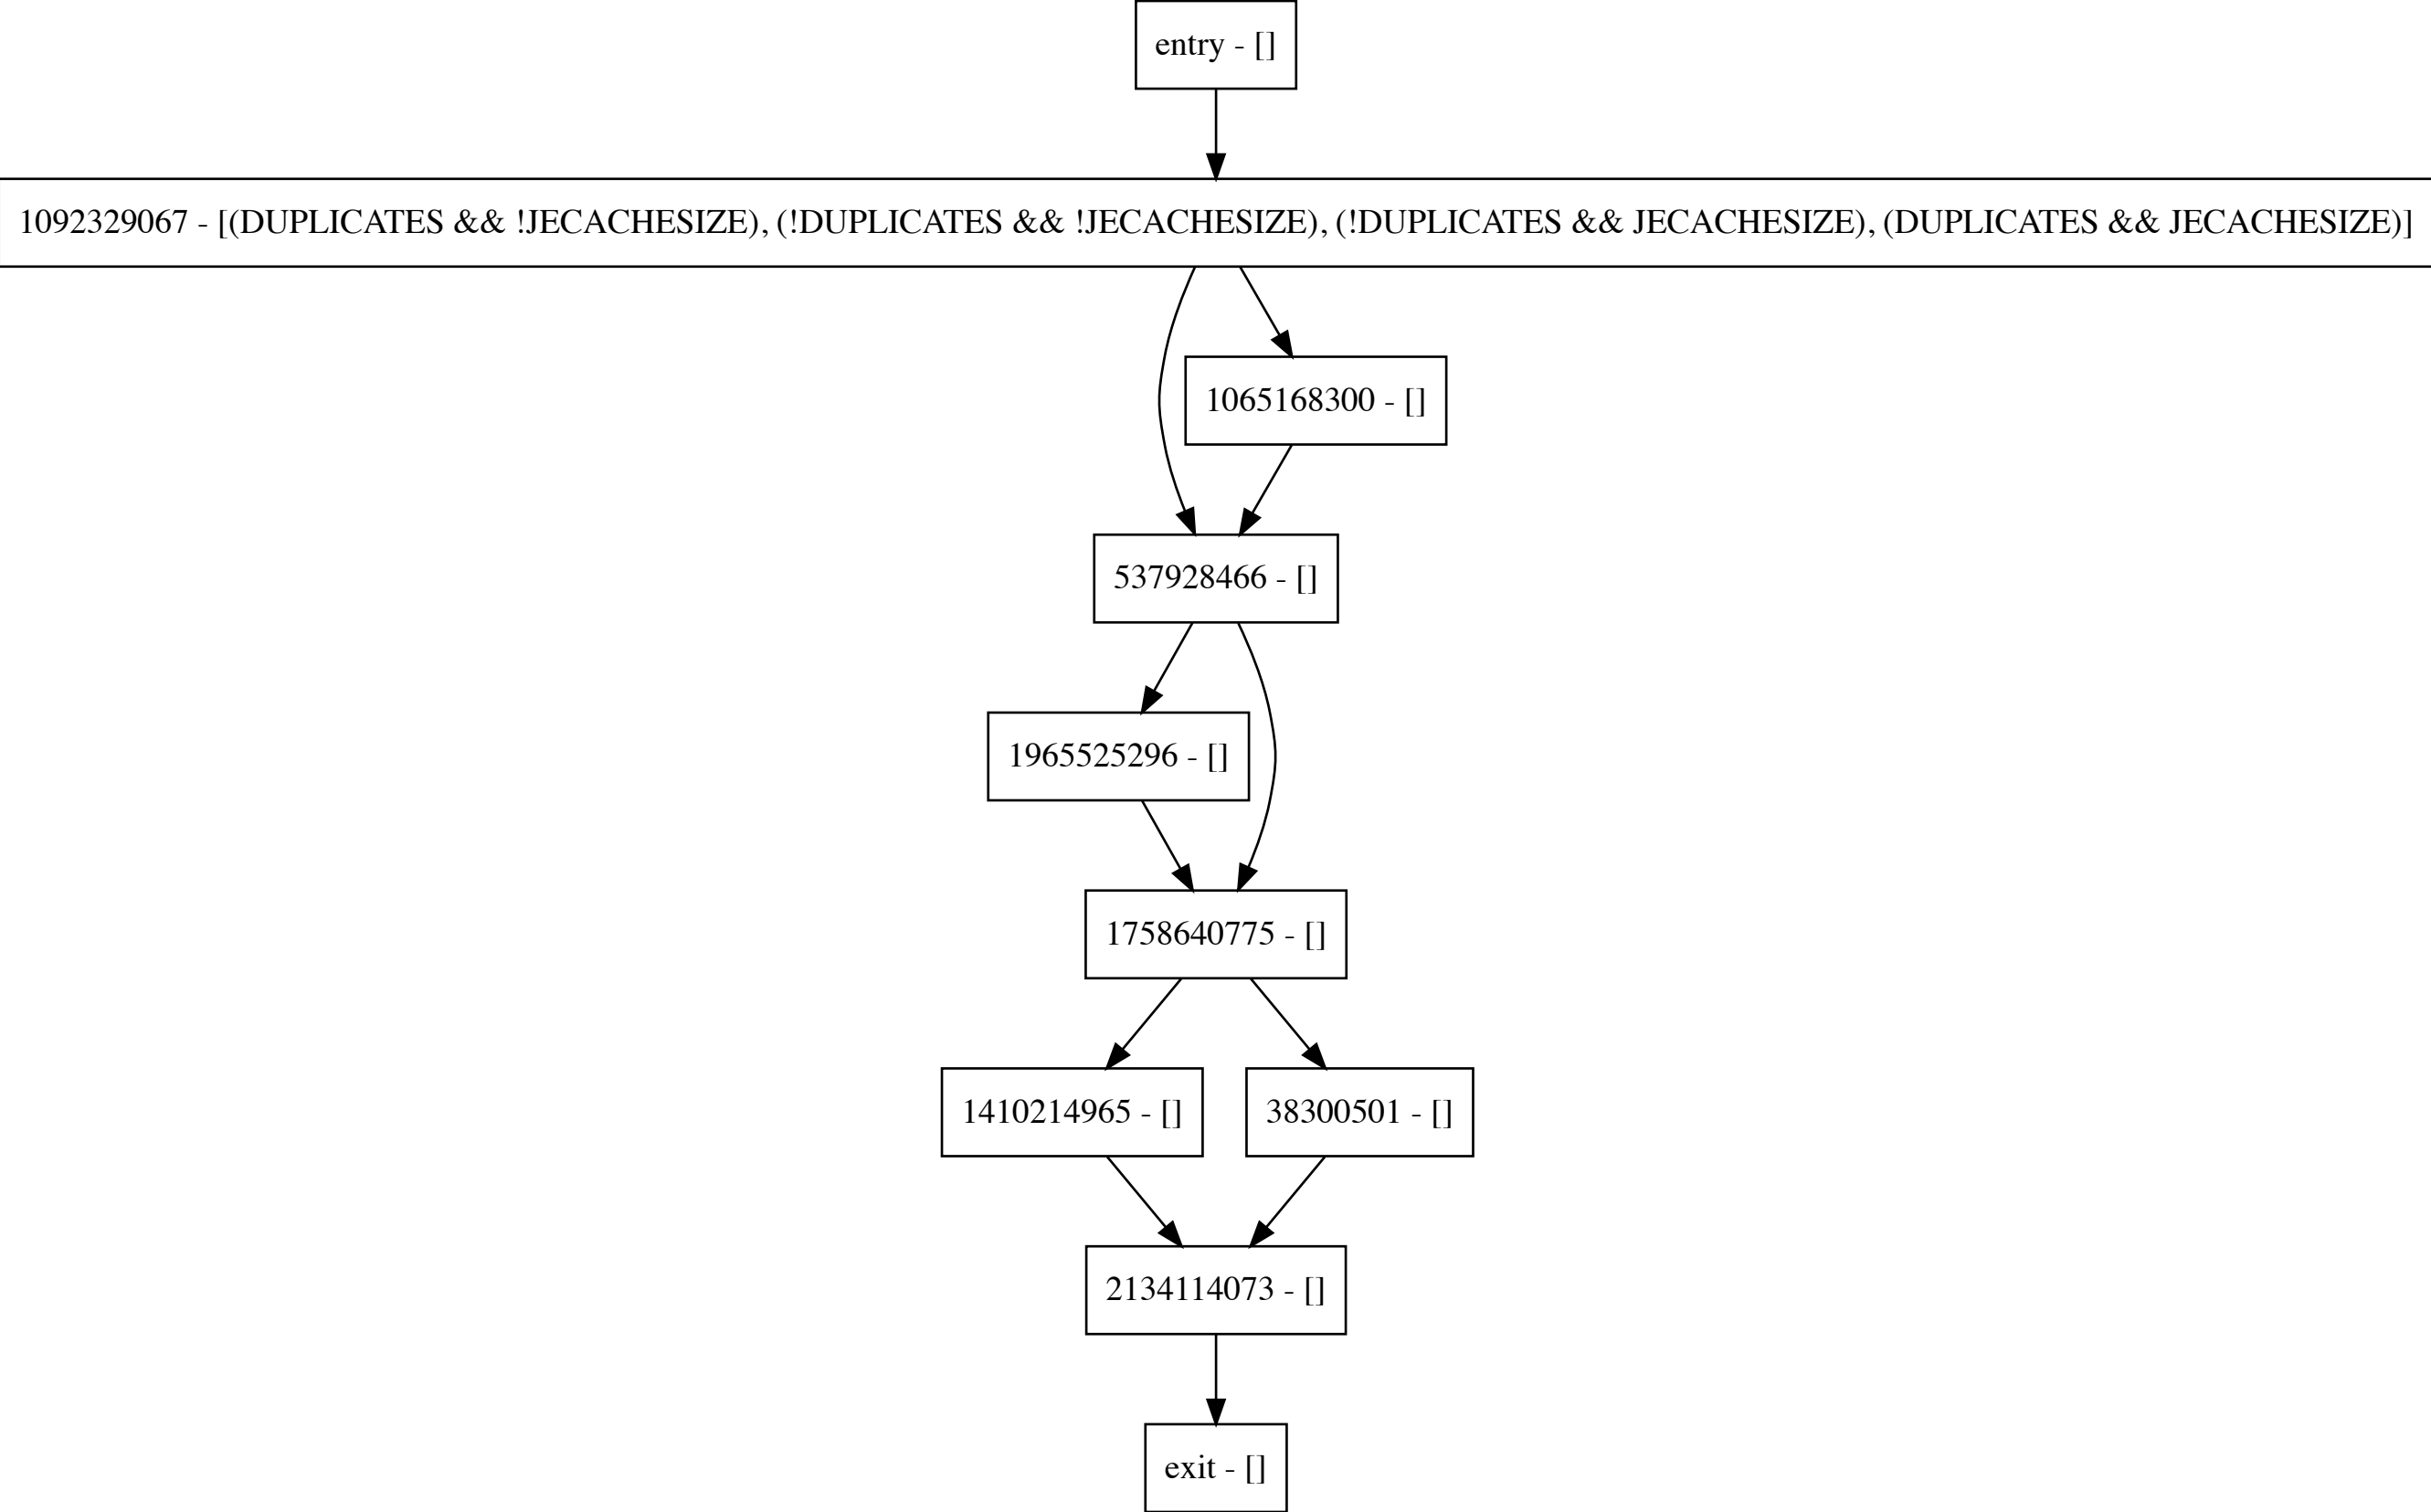 entry - []
1092329067 - [(DUPLICATES && !JECACHESIZE), (!DUPLICATES && !JECACHESIZE), (!DUPLICATES && JECACHESIZE), (DUPLICATES && JECACHESIZE)]
1065168300 - []
537928466 - []
1965525296 - []
1758640775 - []
1410214965 - []
38300501 - []
2134114073 - []
exit - []